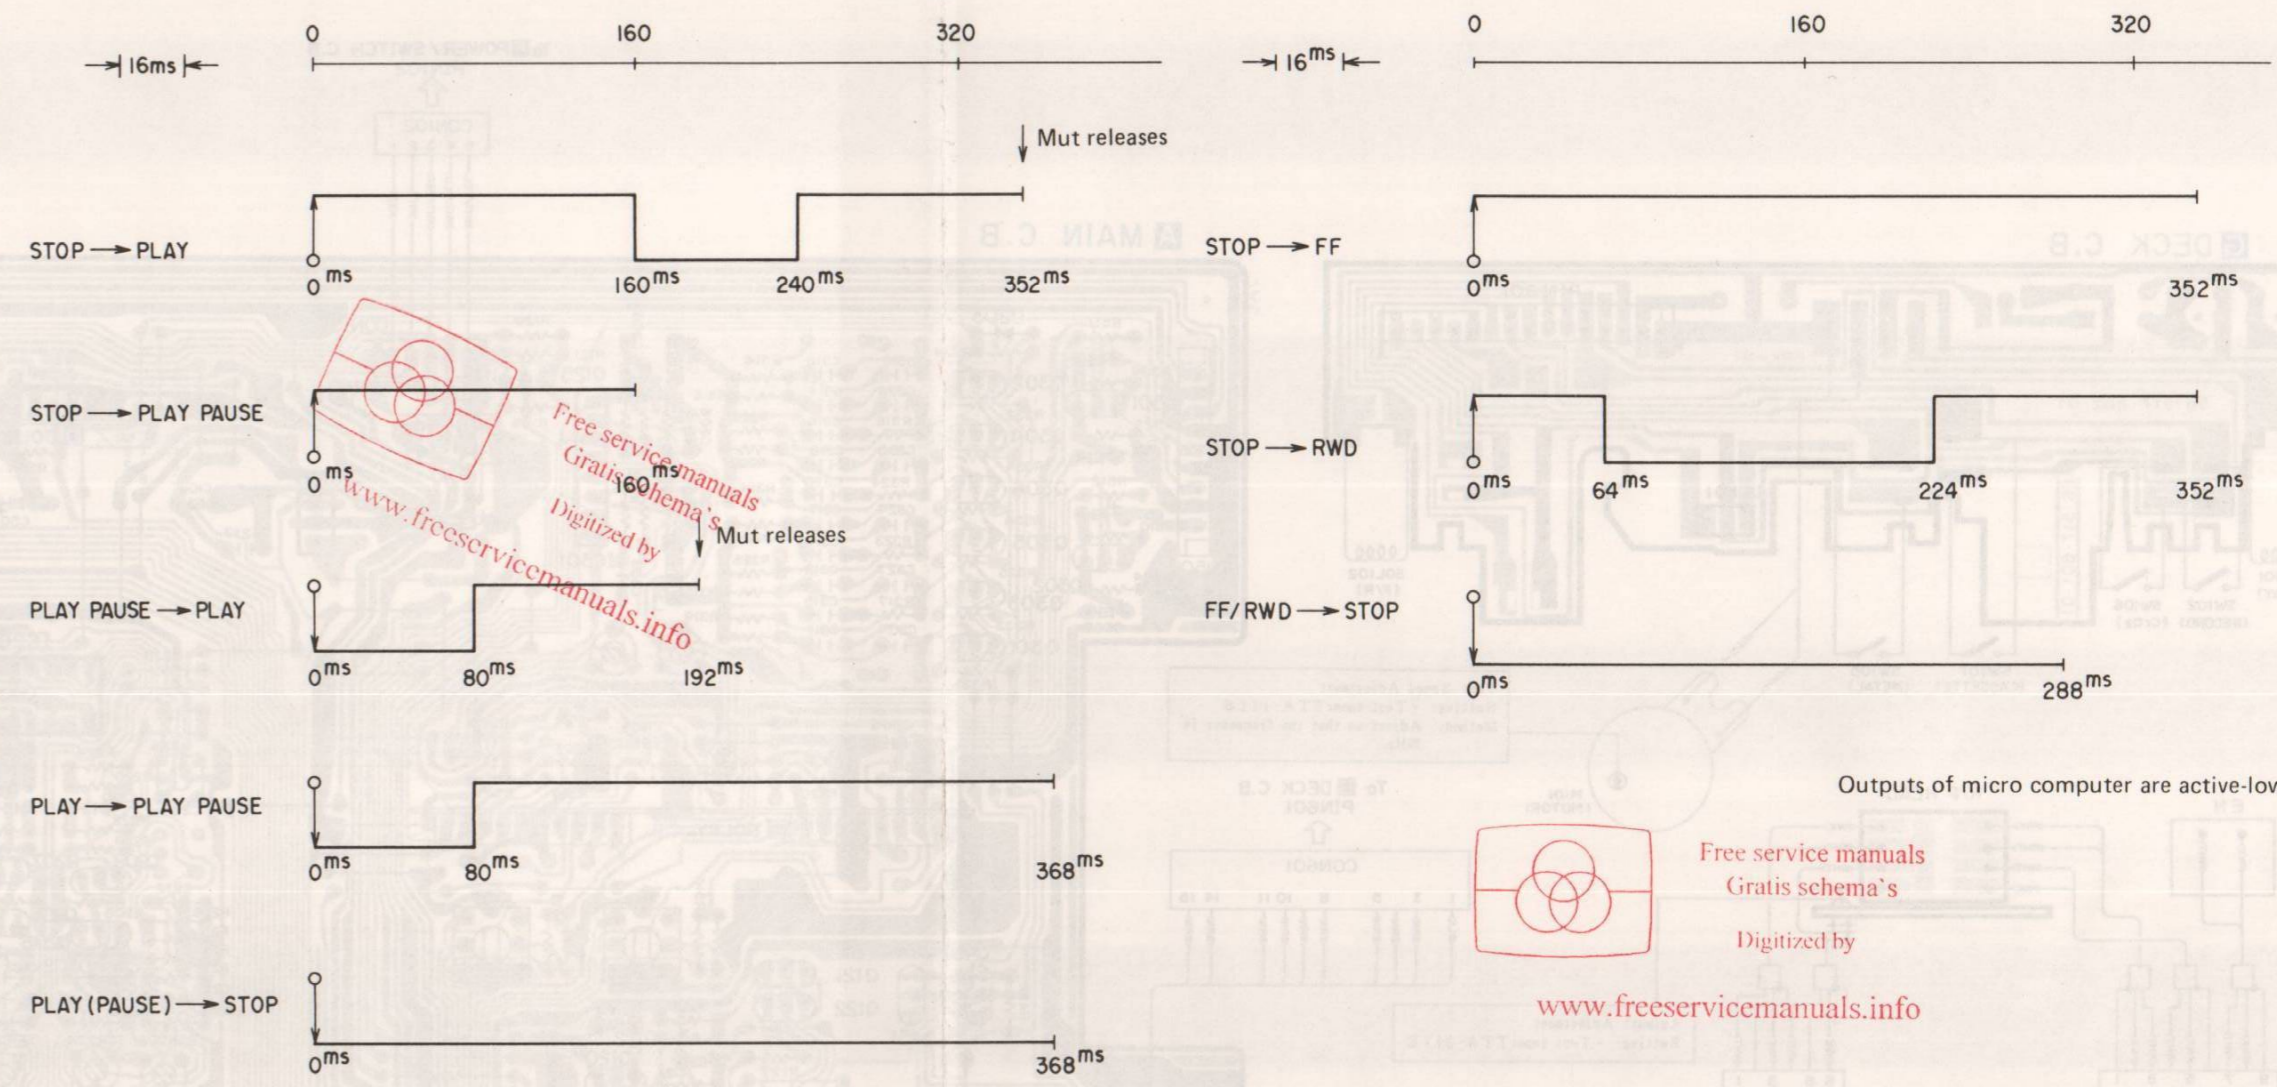 0 160 320
16ms
Mut releases
STOP → PLAY
0ms 160ms 240ms 352ms
STOP → PLAY PAUSE
0ms 160ms
Mut releases
PLAY PAUSE → PLAY
0ms 80ms 192ms
PLAY → PLAY PAUSE
0ms 80ms 368ms
PLAY (PAUSE) → STOP
0ms 368ms
Free service manuals
Gratis schema`s
Digitized by
www.freeservicemanuals.info
0 160 320
16ms
STOP → FF
0ms 352ms
STOP → RWD
0ms 64ms 224ms 352ms
FF/RWD → STOP
0ms 288ms
Outputs of micro computer are active-low
Free service manuals
Gratis schema`s
Digitized by
www.freeservicemanuals.info